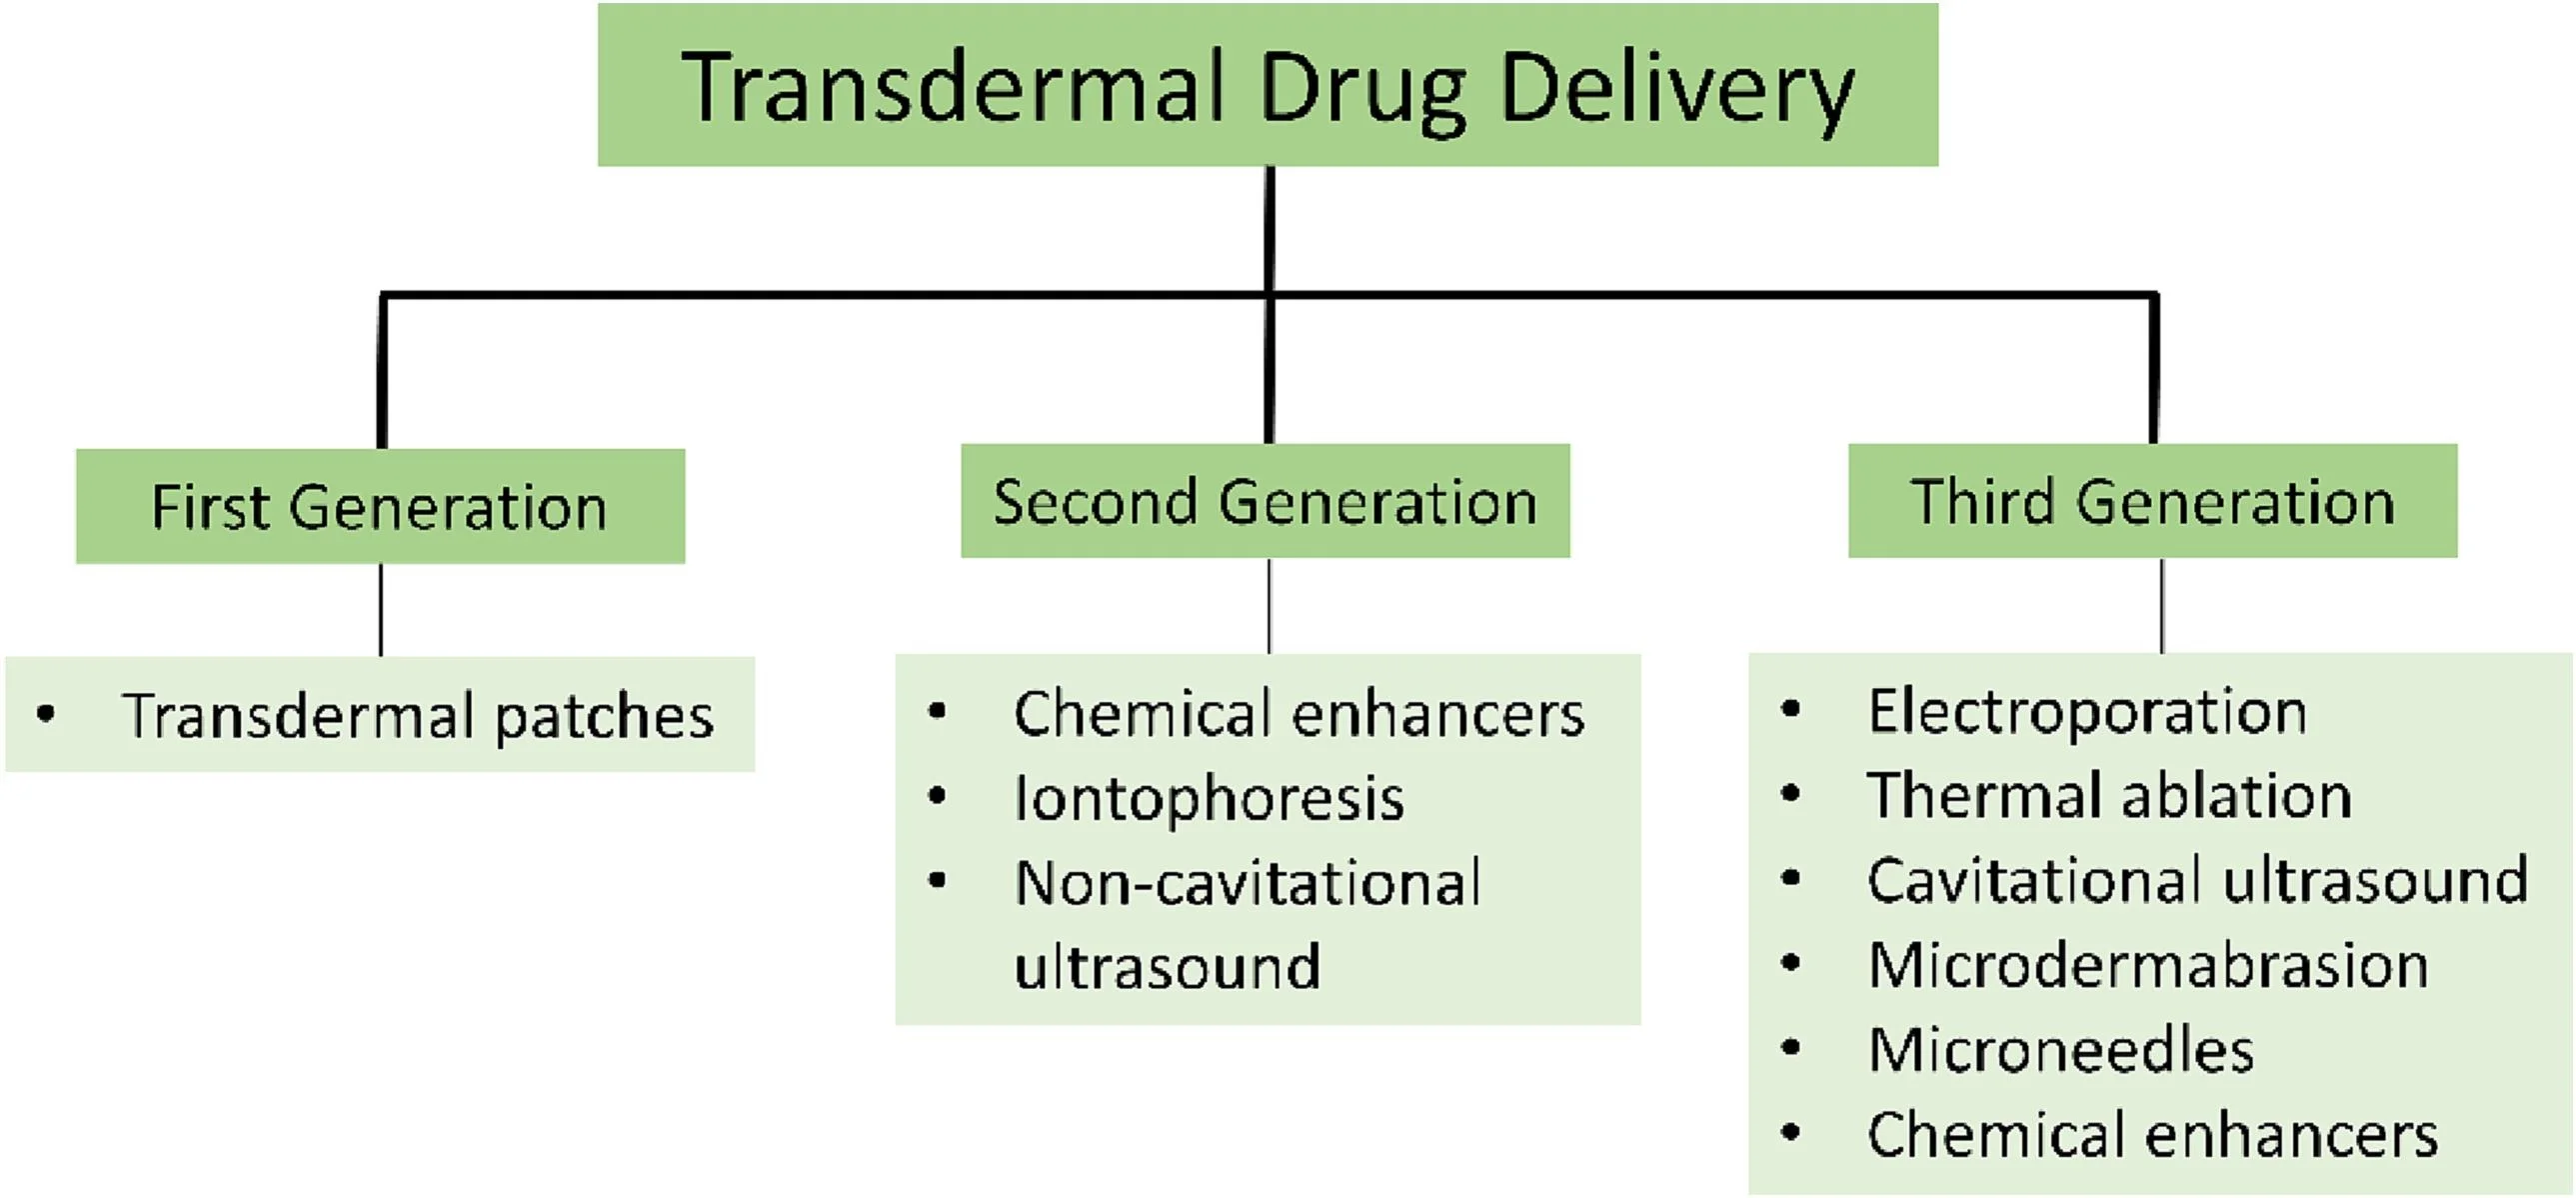 Transdermal Drug Delivery
First Generation
• Transdermal patches
Second Generation
• Chemical enhancers
• Iontophoresis
• Non-cavitational
ultrasound
Third Generation
• Electroporation
• Thermal ablation
• Cavitational ultrasound
• Microdermabrasion
• Microneedles
• Chemical enhancers